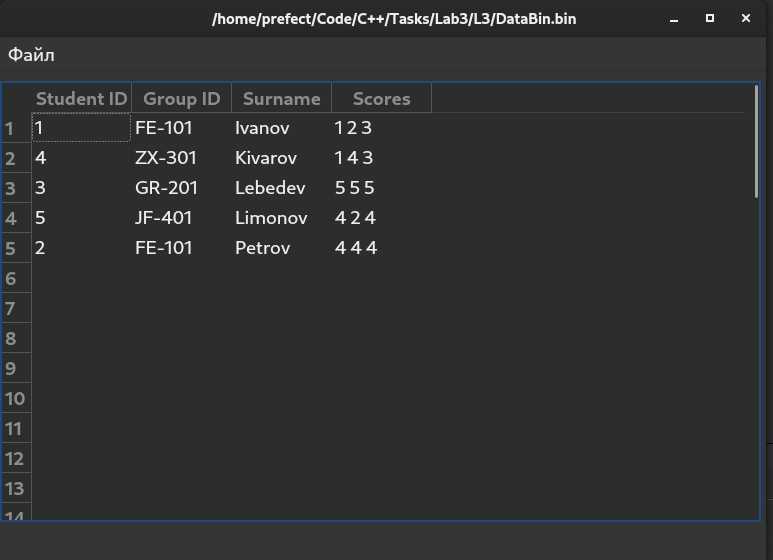 /home/prefect/Code/C++/Tasks/Lab3/L3/DataBin.bin
Файл
Student ID Group ID Surname Scores
1 1 FE-101 Ivanov 1 2 3
2 4 ZX-301 Kivarov 1 4 3
3 3 GR-201 Lebedev 5 5 5
4 5 JF-401 Limonov 4 2 4
5 2 FE-101 Petrov 4 4 4
6
7
8
9
10
11
12
13
14